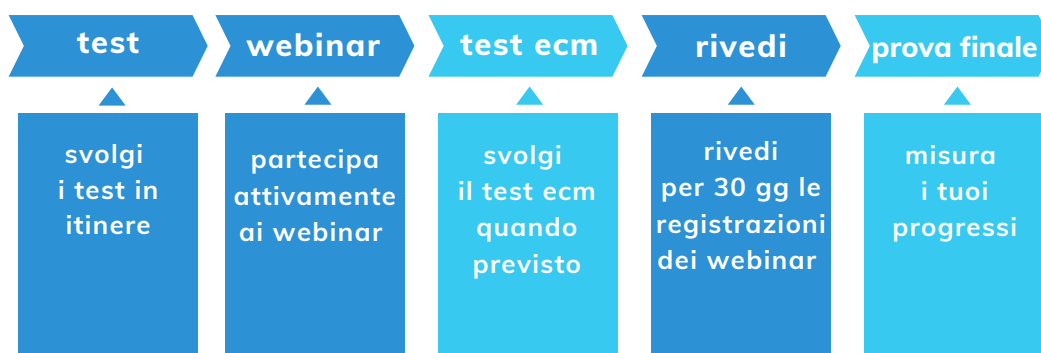 test
webinar
test ecm
rivedi
prova finale
svolgi
i test in
itinere
partecipa
attivamente
ai webinar
svolgi
il test ecm
quando
previsto
rivedi
per 30 gg le
registrazioni
dei webinar
misura
i tuoi
progressi